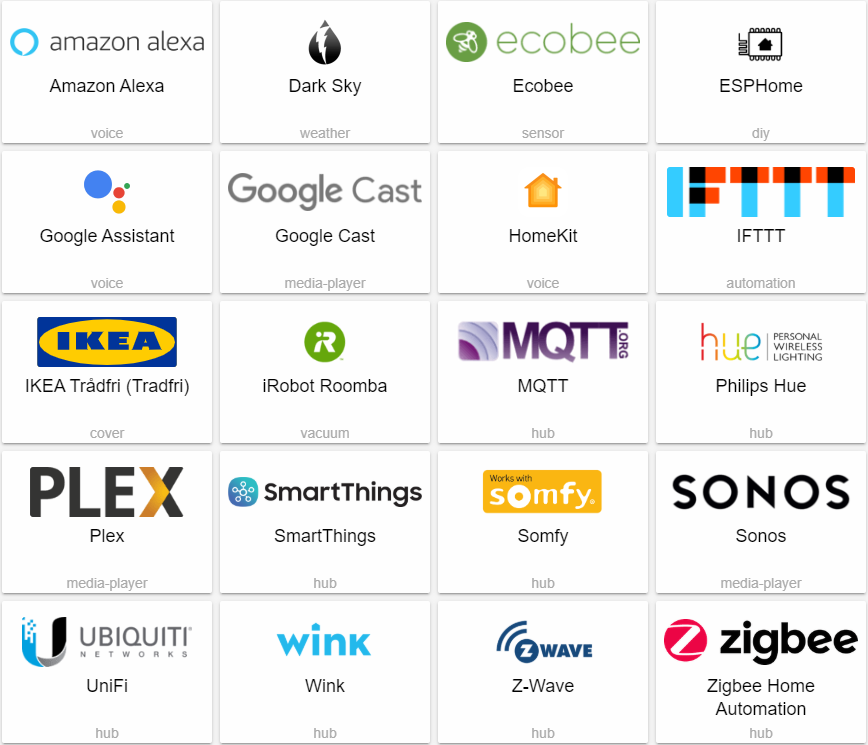 amazon alexa
Amazon Alexa
voice
Dark Sky
weather
ecobee
Ecobee
sensor
ESPHome
diy
Google Assistant
voice
Google Cast
Google Cast
media-player
HomeKit
voice
IFTTT
IFTTT
automation
IKEA
IKEA Trådfri (Tradfri)
cover
iR
iRobot Roomba
vacuum
MQTT.ORG
MQTT
hub
hue PERSONAL
WIRELESS
LIGHTING
Philips Hue
hub
PLEX
Plex
media-player
SmartThings
SmartThings
hub
Works with
somfy®
Somfy
hub
SONOS
Sonos
media-player
U UBIQUITI®
NETWORKS
UniFi
hub
wink
Wink
hub
Z WAVE
Z-Wave
hub
zigbee
Zigbee Home
Automation
hub